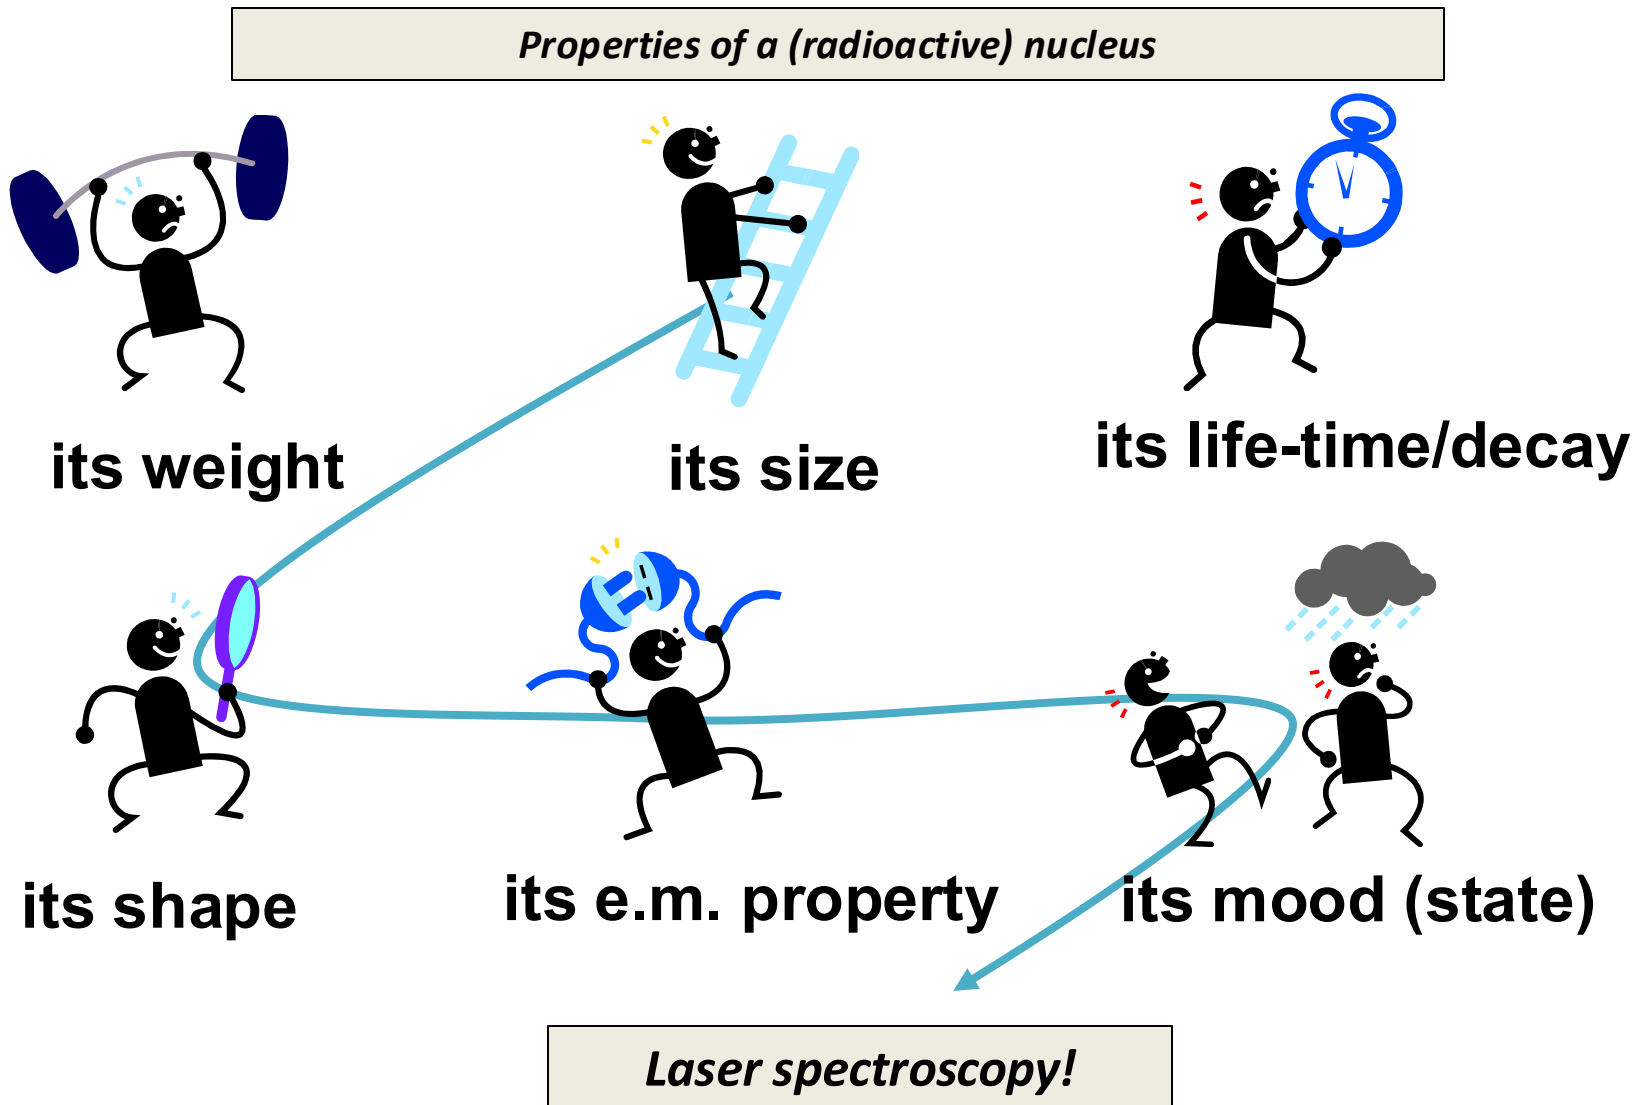 Properties of a (radioactive) nucleus
its weight
its size
its life-time/decay
its shape
its e.m. property
its mood (state)
Laser spectroscopy!